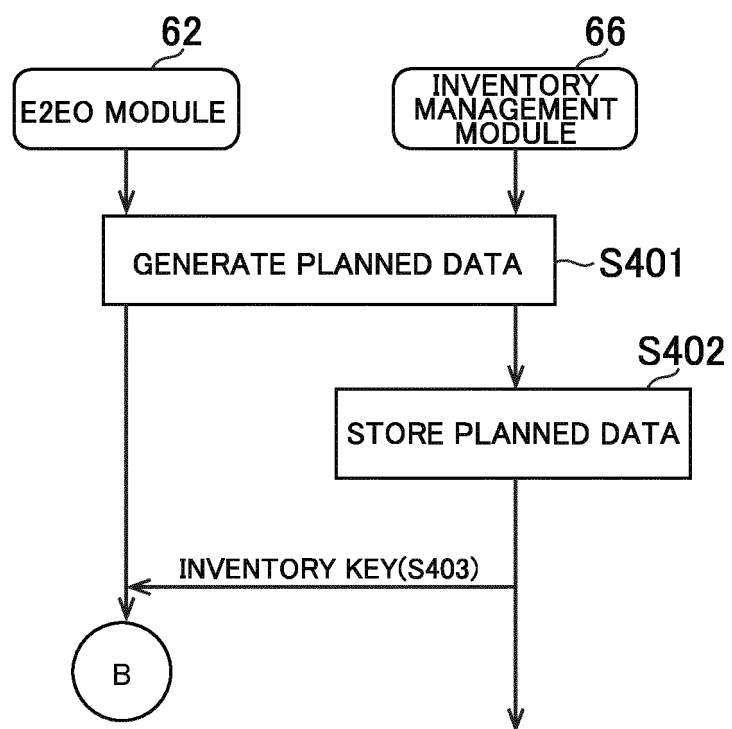 62
66
E2EO MODULE
INVENTORY
MANAGEMENT
MODULE
GENERATE PLANNED DATA
S401
S402
STORE PLANNED DATA
INVENTORY KEY(S403)
B